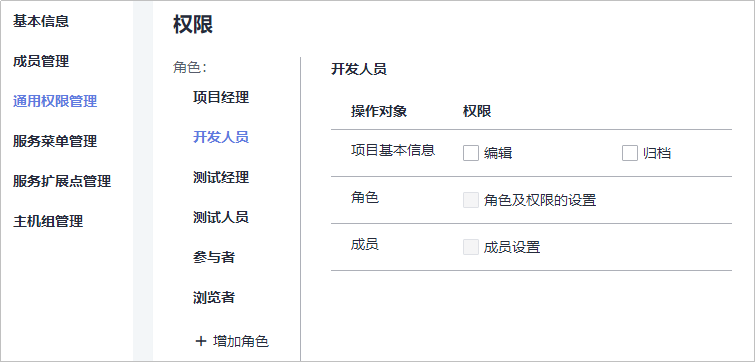 基本信息
成员管理
通用权限管理
服务菜单管理
服务扩展点管理
主机组管理
权限
角色：
项目经理
开发人员
测试经理
测试人员
参与者
浏览者
＋ 增加角色
开发人员
操作对象 权限
项目基本信息 编辑 归档
角色 角色及权限的设置
成员 成员设置